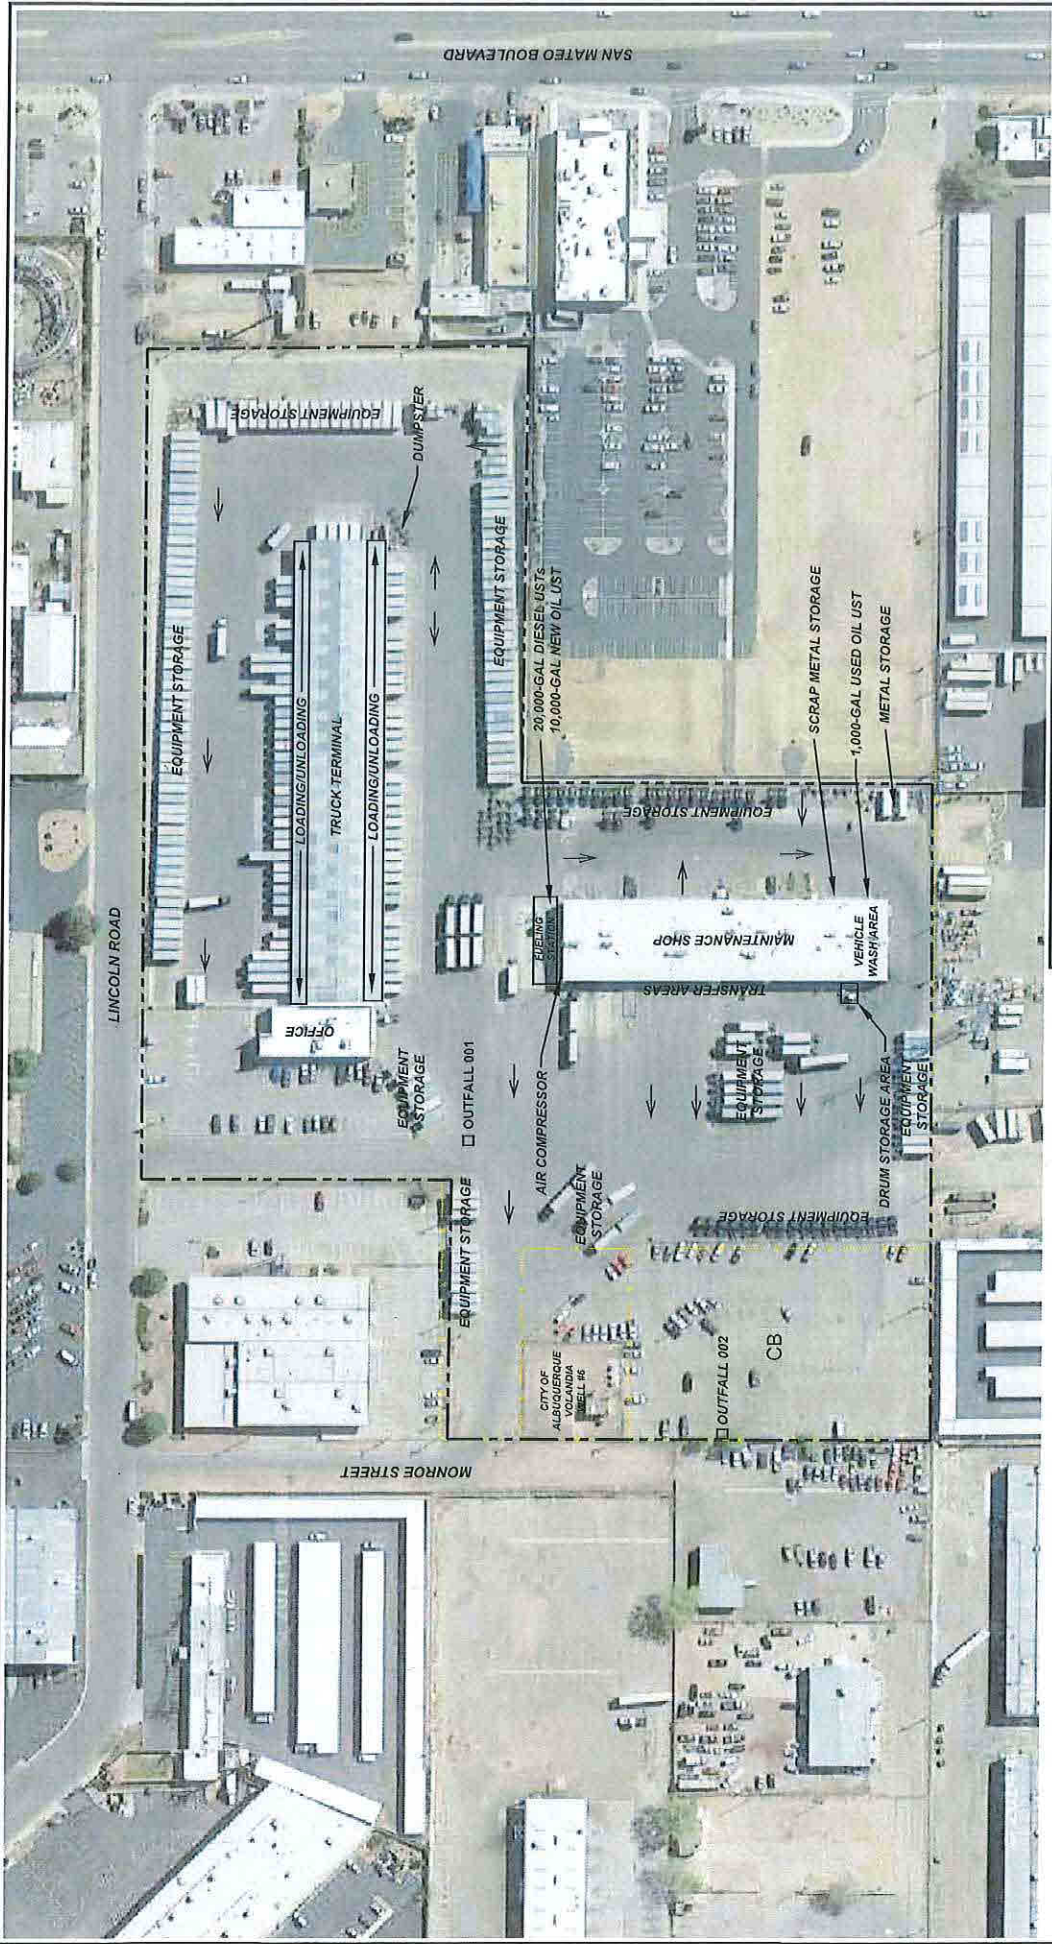 SAN MATEO BOULEVARD
LINCOLN ROAD
MONROE STREET
EQUIPMENT STORAGE
EQUIPMENT STORAGE
DUMPSTER
LOADING/UNLOADING
TRUCK TERMINAL
LOADING/UNLOADING
EQUIPMENT STORAGE
OFFICE
20,000-GAL DIESEL USTs
10,000-GAL NEW OIL UST
SCRAP METAL STORAGE
1,000-GAL USED OIL UST
METAL STORAGE
EQUIPMENT STORAGE
FUELING
STATION
MAINTENANCE SHOP
VEHICLE
WASH AREA
TRANSFER AREAS
EQUIPMENT
STORAGE
OUTFALL 001
AIR COMPRESSOR
EQUIPMENT
STORAGE
DRUM STORAGE AREA
EQUIPMENT
STORAGE
EQUIPMENT STORAGE
EQUIPMENT
STORAGE
EQUIPMENT STORAGE
CITY OF
ALBUQUERQUE
VOLANDIA
WELL #6
OUTFALL 002
CB